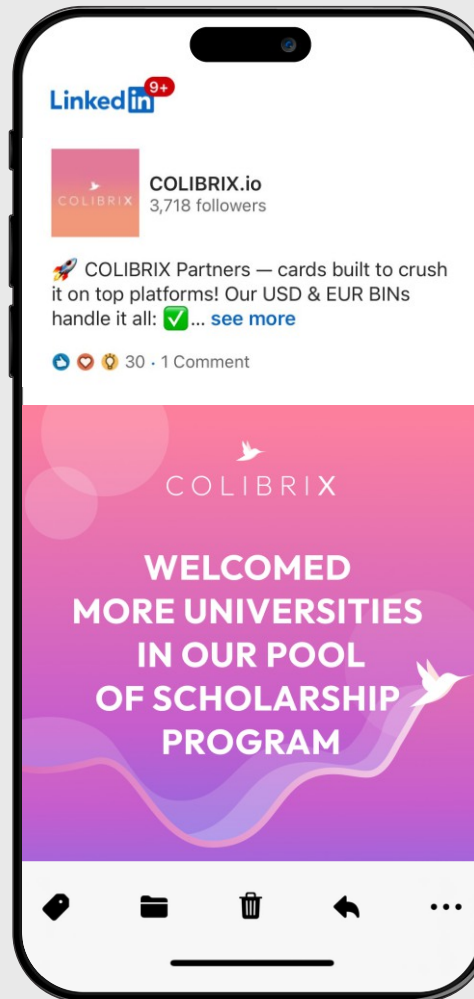 LinkedIn 9+
COLIBRIX
COLIBRIX.io
3,718 followers
🚀 COLIBRIX Partners — cards built to crush
it on top platforms! Our USD & EUR BINs
handle it all: ✅... see more
30 · 1 Comment
COLIBRIX
WELCOMED
MORE UNIVERSITIES
IN OUR POOL
OF SCHOLARSHIP
PROGRAM